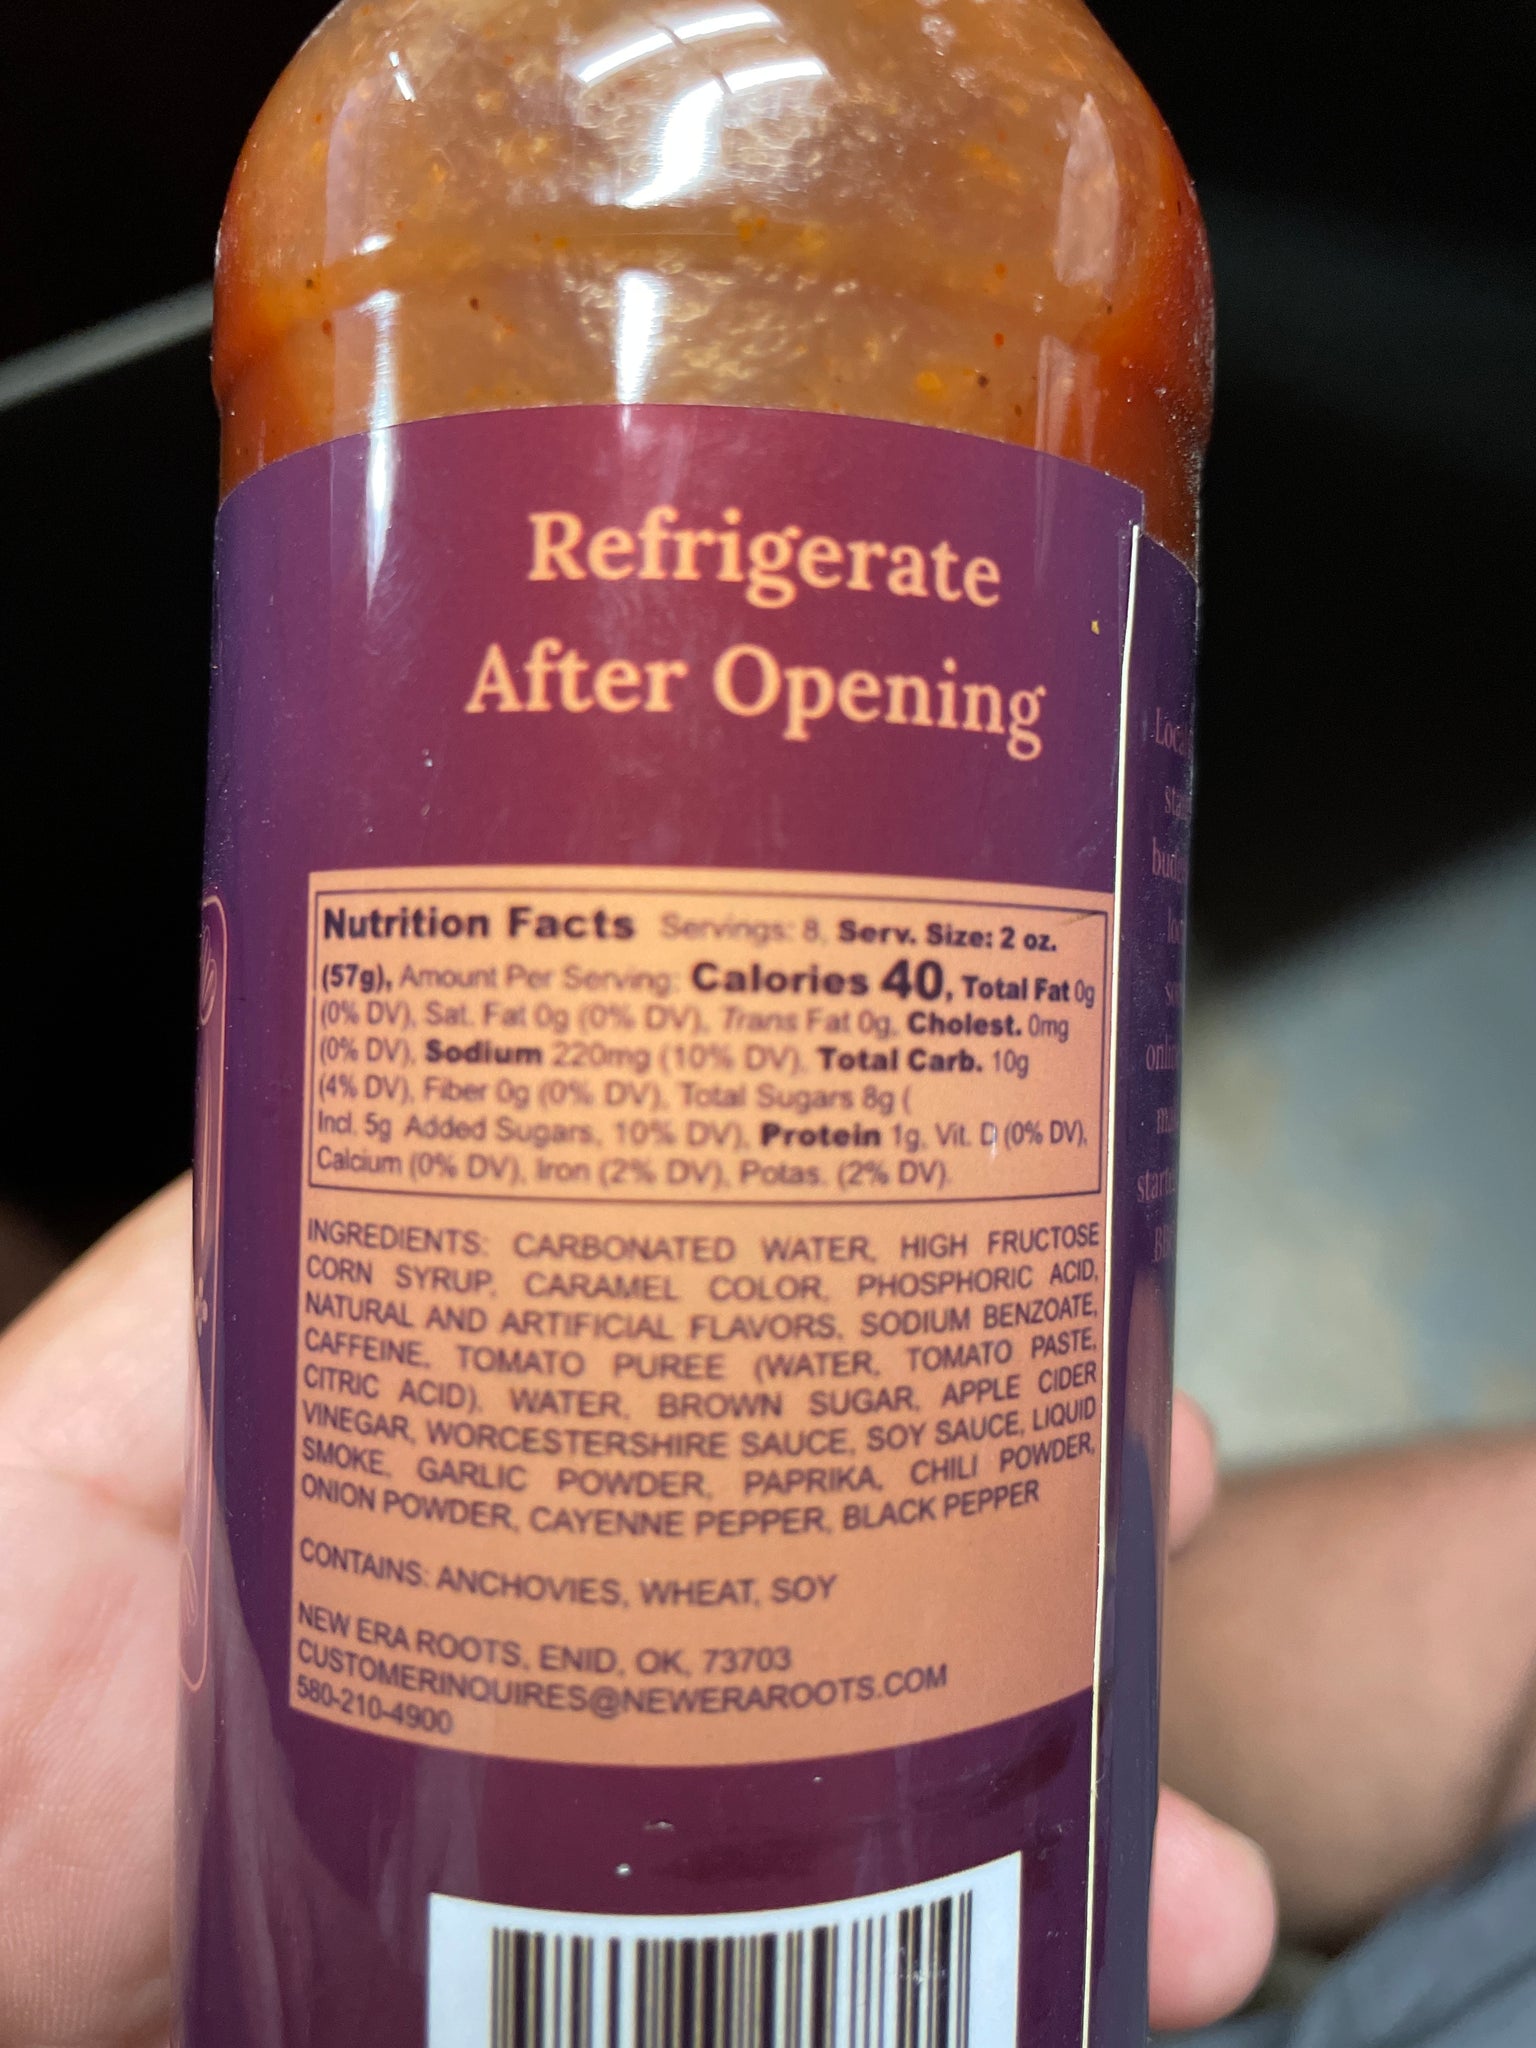 Refrigerate
After Opening
Nutrition Facts Servings: 8, Serv. Size: 2 oz.
(57g), Amount Per Serving: Calories 40, Total Fat 0g
(0% DV), Sat. Fat 0g (0% DV), Trans Fat 0g, Cholest. 0mg
(0% DV), Sodium 220mg (10% DV), Total Carb. 10g
(4% DV), Fiber 0g (0% DV), Total Sugars 8g (
Incl. 5g Added Sugars, 10% DV), Protein 1g, Vit. D (0% DV),
Calcium (0% DV), Iron (2% DV), Potas. (2% DV).
INGREDIENTS: CARBONATED WATER, HIGH FRUCTOSE
CORN SYRUP, CARAMEL COLOR, PHOSPHORIC ACID,
NATURAL AND ARTIFICIAL FLAVORS, SODIUM BENZOATE,
CAFFEINE, TOMATO PUREE (WATER, TOMATO PASTE,
CITRIC ACID), WATER, BROWN SUGAR, APPLE CIDER
VINEGAR, WORCESTERSHIRE SAUCE, SOY SAUCE, LIQUID
SMOKE, GARLIC POWDER, PAPRIKA, CHILI POWDER,
ONION POWDER, CAYENNE PEPPER, BLACK PEPPER
CONTAINS: ANCHOVIES, WHEAT, SOY
NEW ERA ROOTS, ENID, OK, 73703
CUSTOMERINQUIRES@NEWERAROOTS.COM
580-210-4900